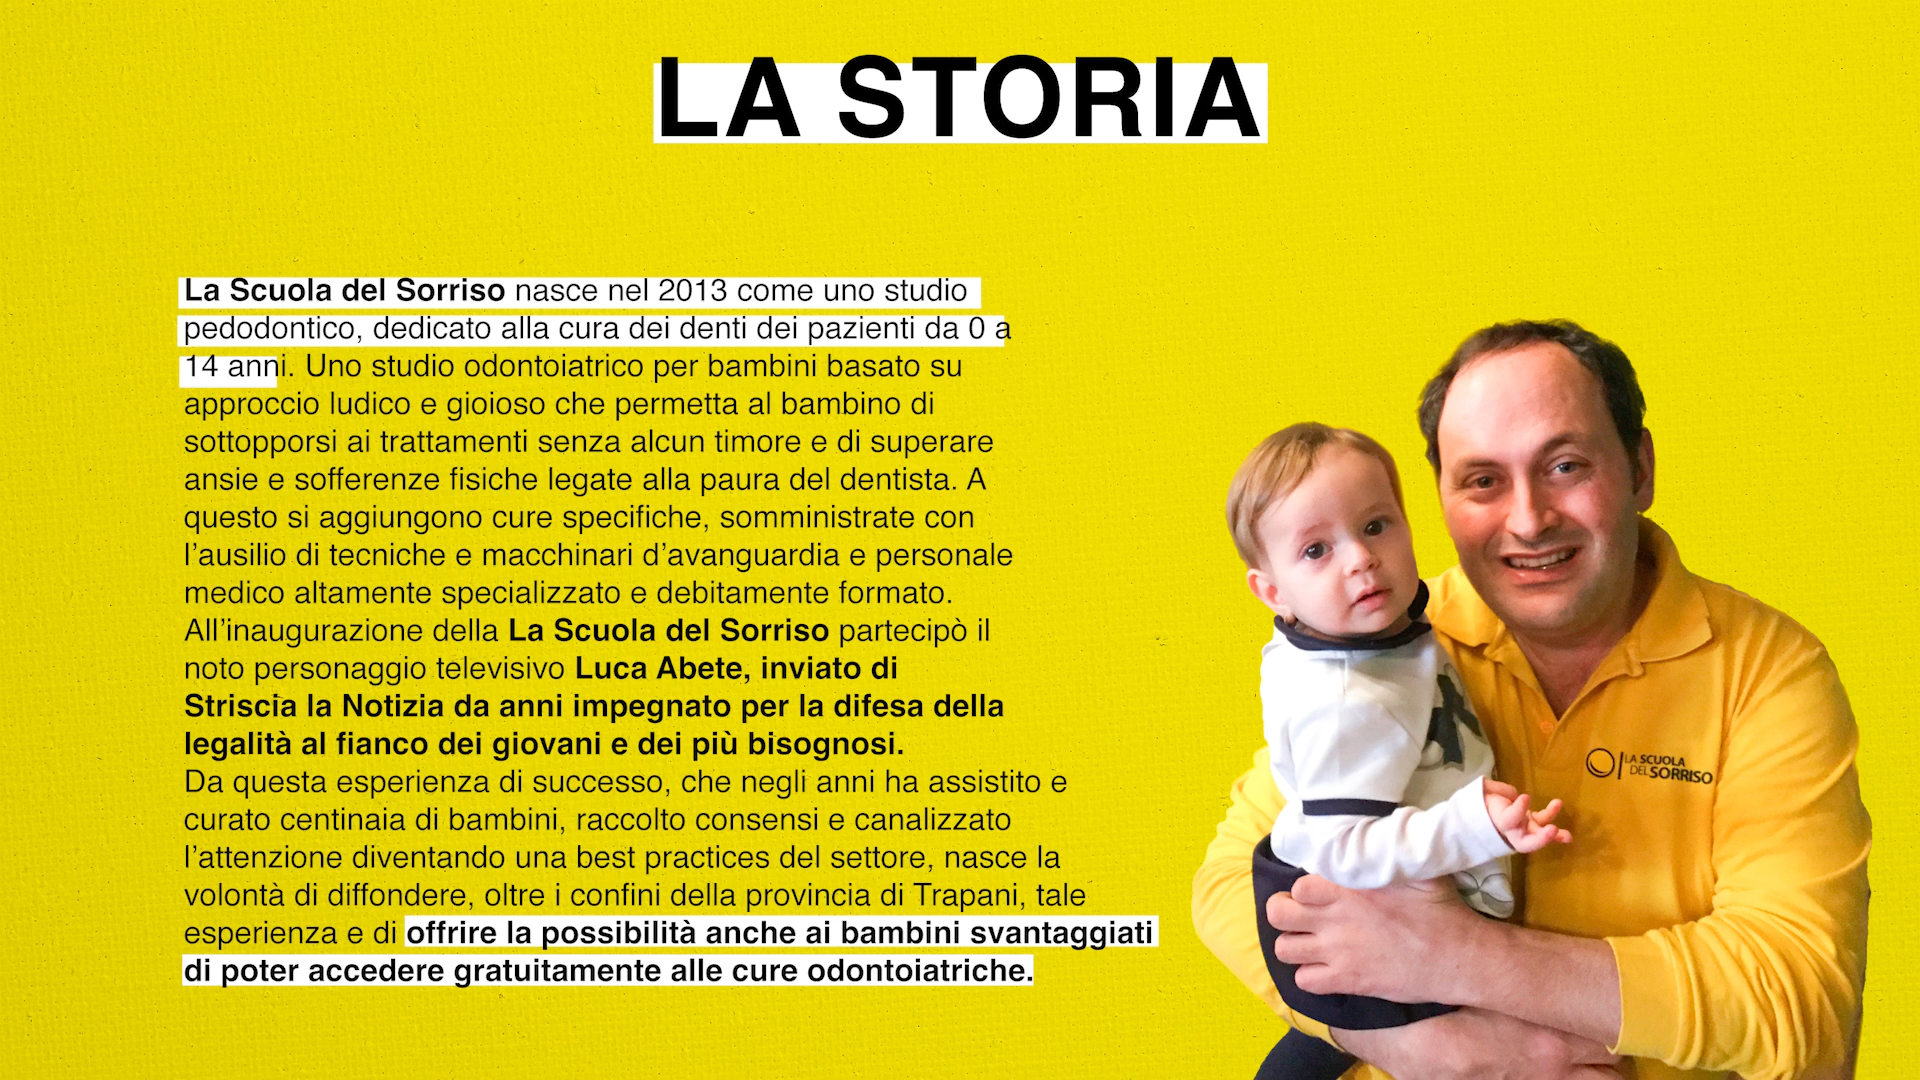 LA STORIA
La Scuola del Sorriso nasce nel 2013 come uno studio
pedodontico, dedicato alla cura dei denti dei pazienti da 0 a
14 anni. Uno studio odontoiatrico per bambini basato su
approccio ludico e gioioso che permetta al bambino di
sottopporsi ai trattamenti senza alcun timore e di superare
ansie e sofferenze fisiche legate alla paura del dentista. A
questo si aggiungono cure specifiche, somministrate con
l’ausilio di tecniche e macchinari d’avanguardia e personale
medico altamente specializzato e debitamente formato.
All’inaugurazione della La Scuola del Sorriso partecipò il
noto personaggio televisivo Luca Abete, inviato di
Striscia la Notizia da anni impegnato per la difesa della
legalità al fianco dei giovani e dei più bisognosi.
Da questa esperienza di successo, che negli anni ha assistito e
curato centinaia di bambini, raccolto consensi e canalizzato
l’attenzione diventando una best practices del settore, nasce la
volontà di diffondere, oltre i confini della provincia di Trapani, tale
esperienza e di offrire la possibilità anche ai bambini svantaggiati
di poter accedere gratuitamente alle cure odontoiatriche.
LA SCUOLA
DEL SORRISO